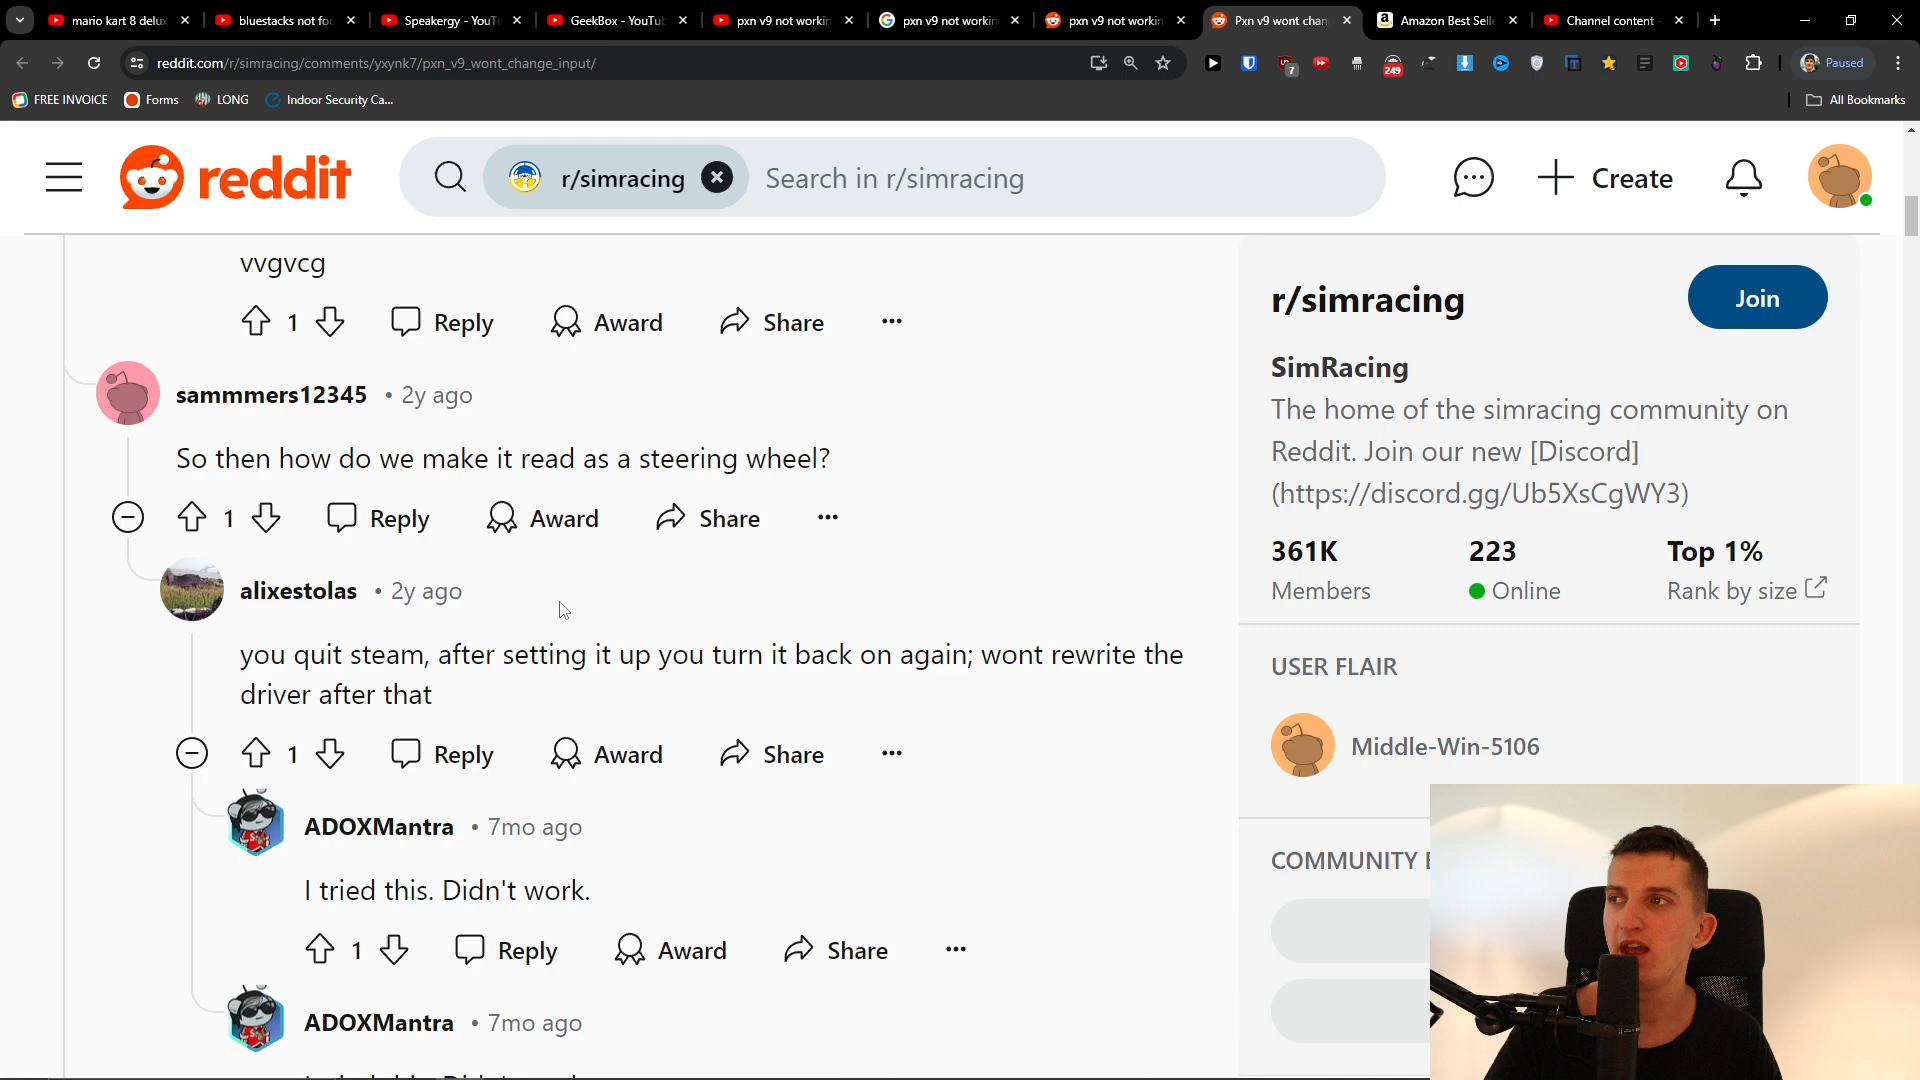 mario kart 8 delux
bluestacks not fo
Speakergy - YouT
GeekBox - YouTub
pxn v9 not workin
pxn v9 not workin
pxn v9 not workin
Pxn v9 wont chan
Amazon Best Selle
Channel content
reddit.com/r/simracing/comments/yxynk7/pxn_v9_wont_change_input/
7
249
Paused
FREE INVOICE
Forms
LONG
Indoor Security Ca...
All Bookmarks
reddit
r/simracing
Search in r/simracing
Create
vvgvcg
1 Reply Award Share
sammmers12345 • 2y ago
So then how do we make it read as a steering wheel?
1 Reply Award Share
alixestolas • 2y ago
you quit steam, after setting it up you turn it back on again; wont rewrite the
driver after that
1 Reply Award Share
ADOXMantra • 7mo ago
I tried this. Didn't work.
1 Reply Award Share
ADOXMantra • 7mo ago
r/simracing
Join
SimRacing
The home of the simracing community on
Reddit. Join our new [Discord]
(https://discord.gg/Ub5XsCgWY3)
361K 223 Top 1%
Members Online Rank by size
USER FLAIR
Middle-Win-5106
COMMUNITY